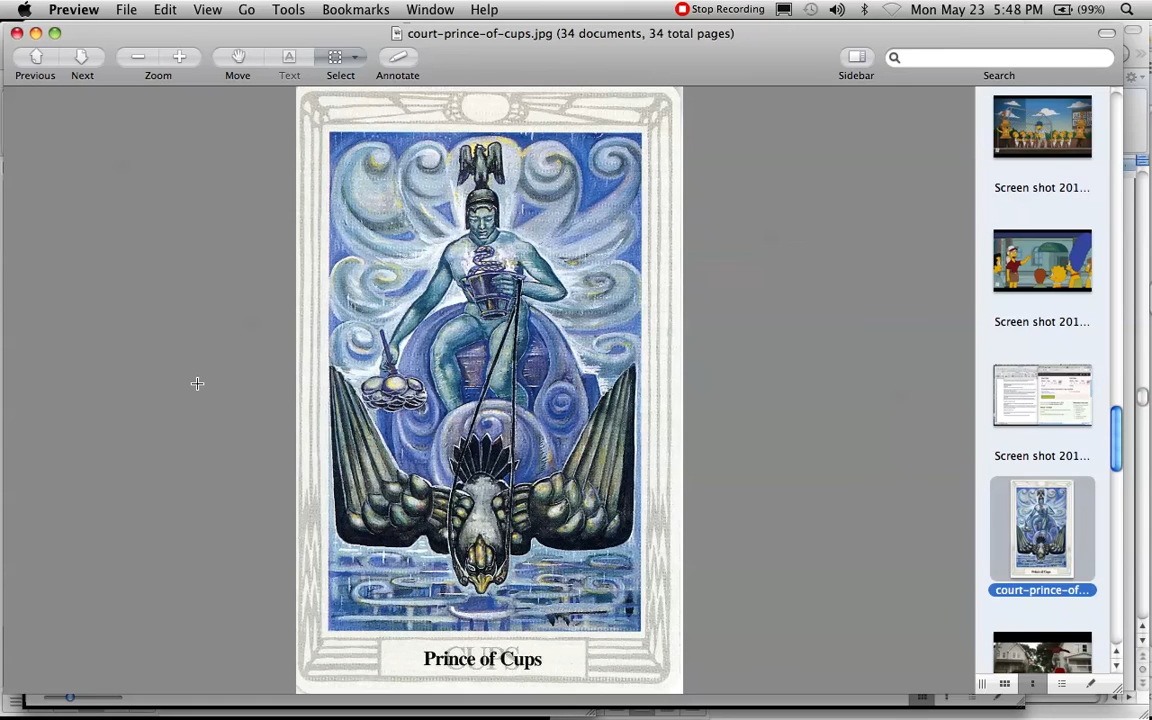 Preview File Edit View Go Tools Bookmarks Window Help Stop Recording Mon May 23 5:48 PM (99%)
court-prince-of-cups.jpg (34 documents, 34 total pages)
Previous Next Zoom Move Text Select Annotate Sidebar Search
Screen shot 201...
Screen shot 201...
Screen shot 201...
court-prince-of...
CUPS
Prince of Cups